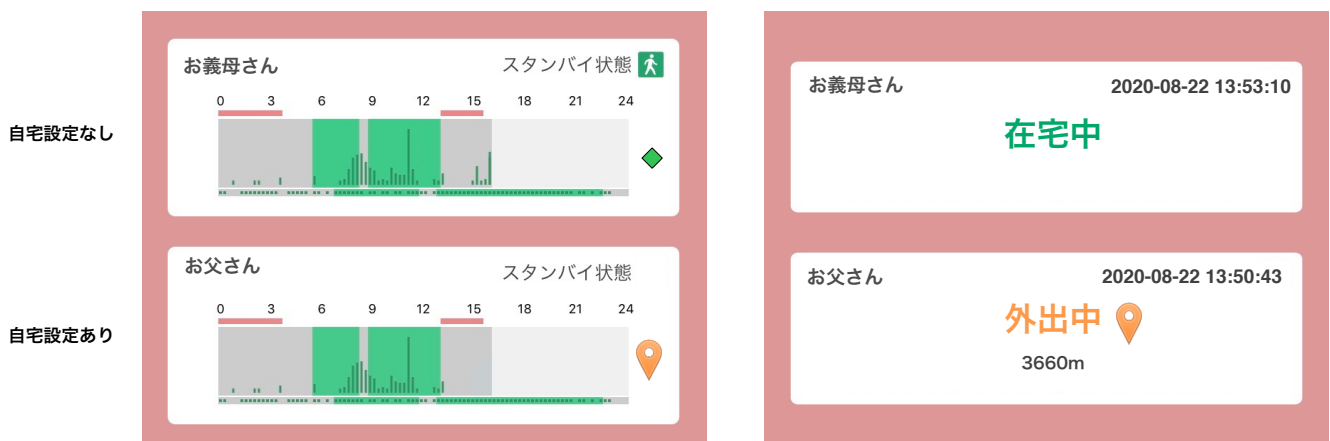 お義母さん
スタンバイ状態
0 3 6 9 12 15 18 21 24
自宅設定なし
お父さん
スタンバイ状態
0 3 6 9 12 15 18 21 24
自宅設定あり
お義母さん
2020-08-22 13:53:10
在宅中
お父さん
2020-08-22 13:50:43
外出中
3660m